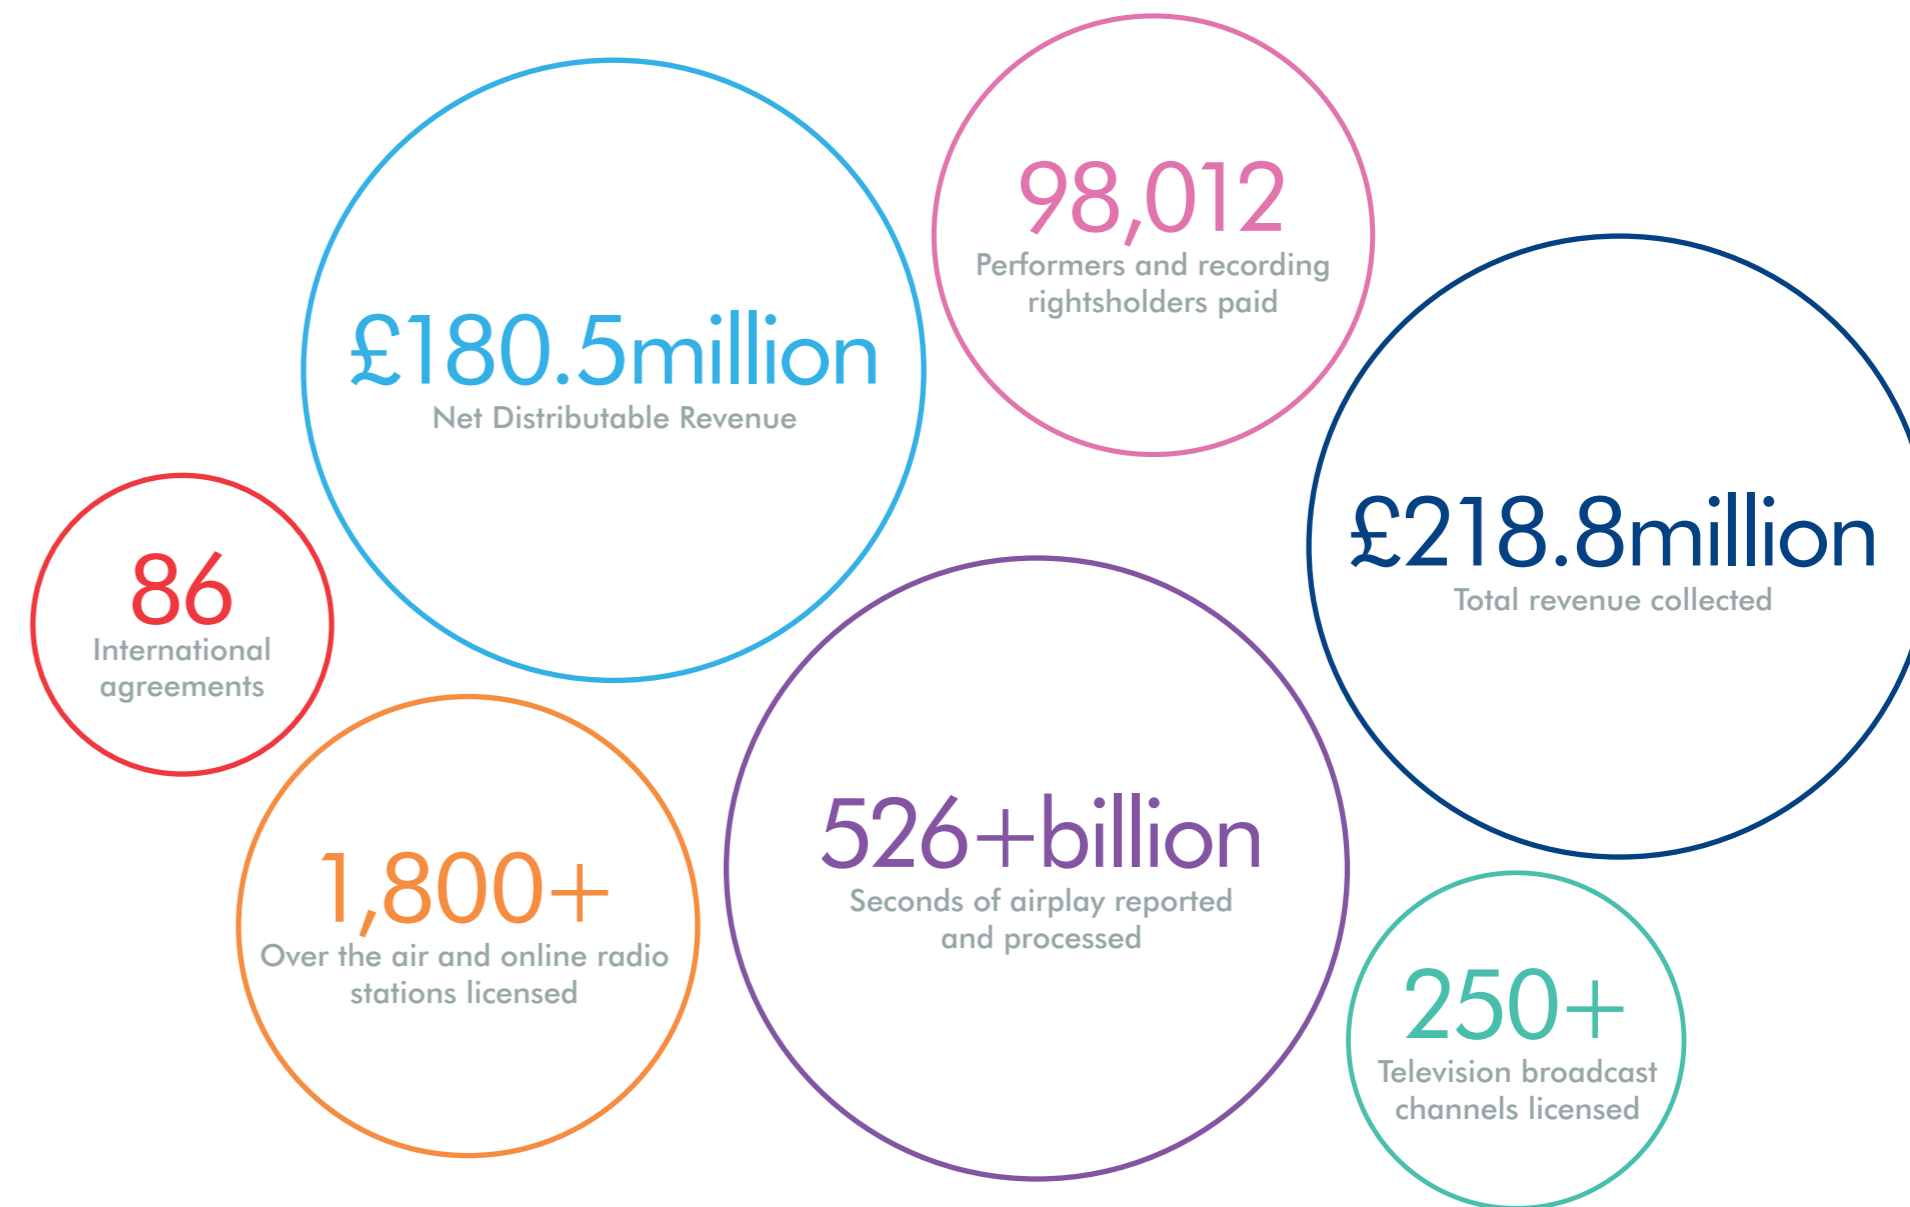 98,012
Performers and recording
rightsholders paid
£180.5million
Net Distributable Revenue
£218.8million
Total revenue collected
86
International
agreements
526+billion
Seconds of airplay reported
and processed
1,800+
Over the air and online radio
stations licensed
250+
Television broadcast
channels licensed